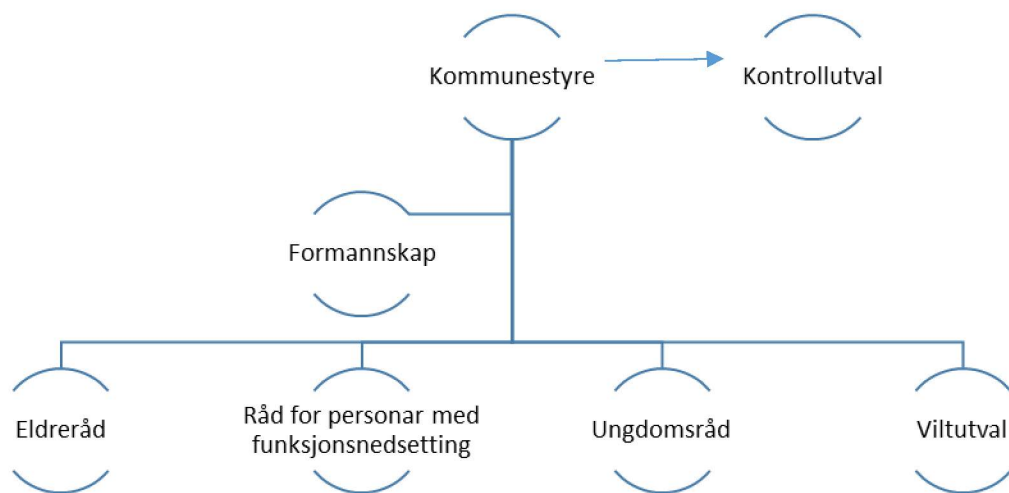 Kommunestyre
Kontrollutval
Formannskap
Eldreråd
Råd for personar med
funksjonsnedsetting
Ungdomsråd
Viltutval